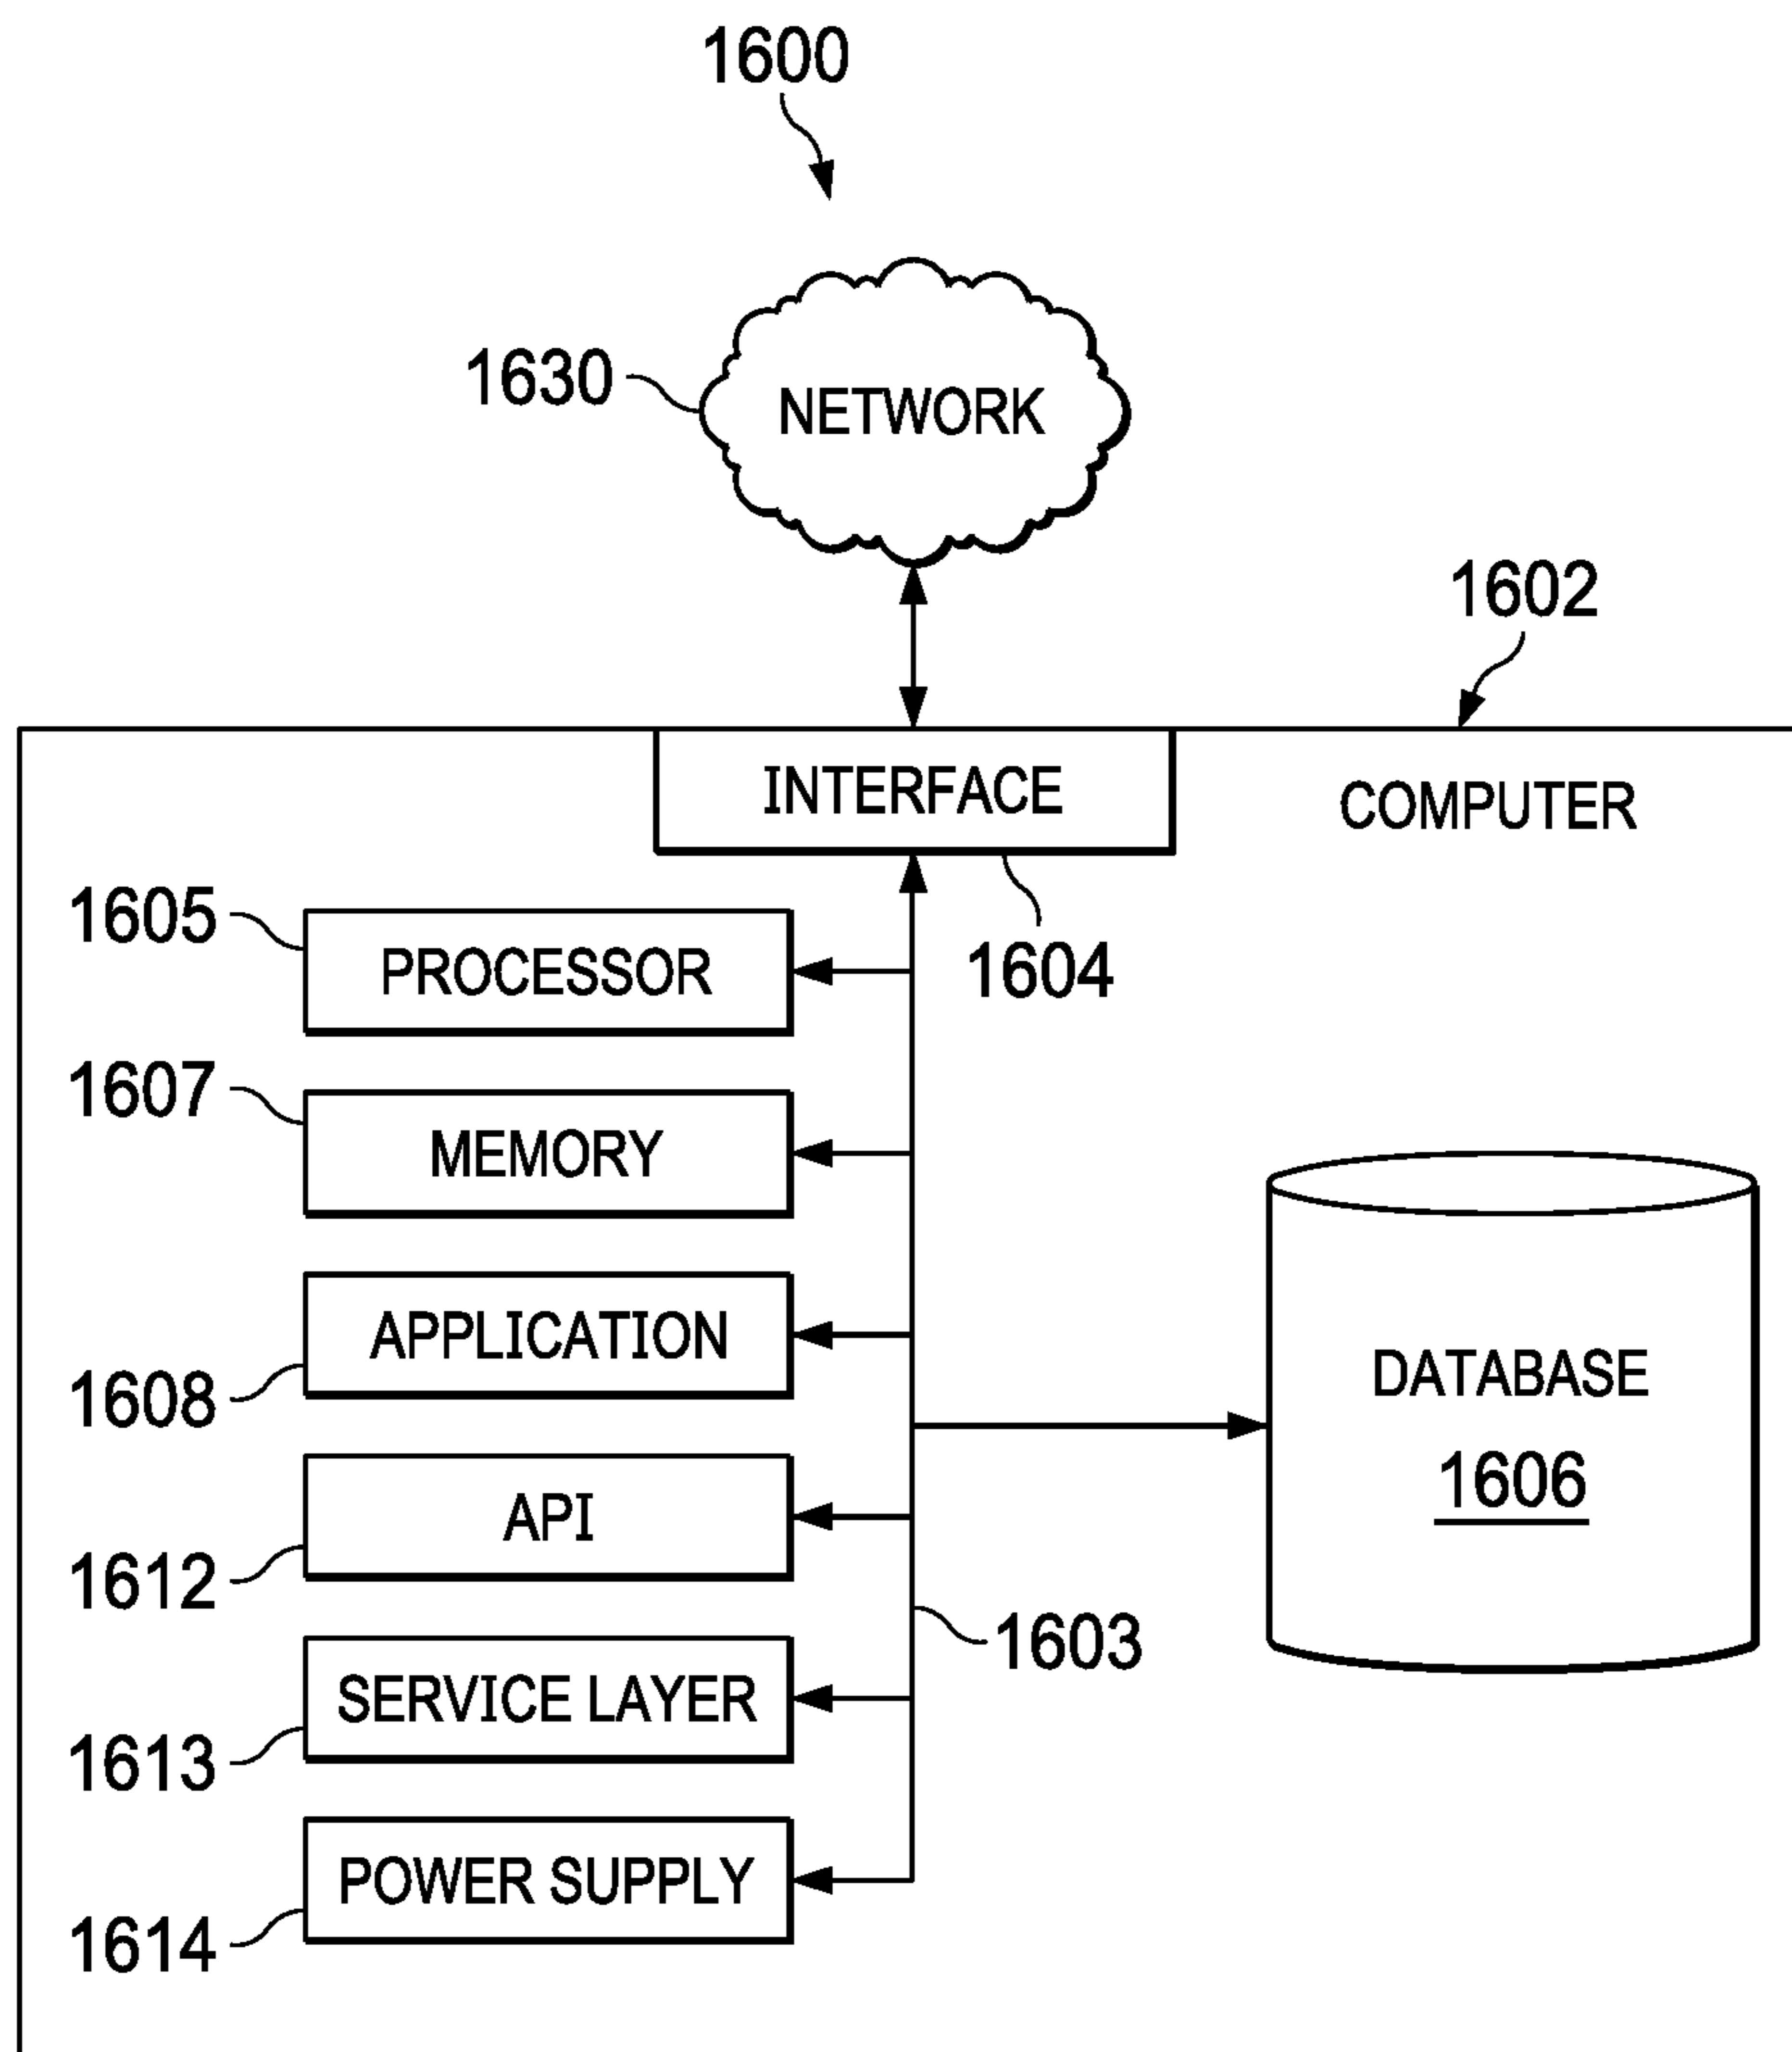 1600
1630
NETWORK
1602
INTERFACE
COMPUTER
1605
PROCESSOR
1604
1607
MEMORY
APPLICATION
1608
DATABASE
1606
API
1612
1603
SERVICE LAYER
1613
POWER SUPPLY
1614